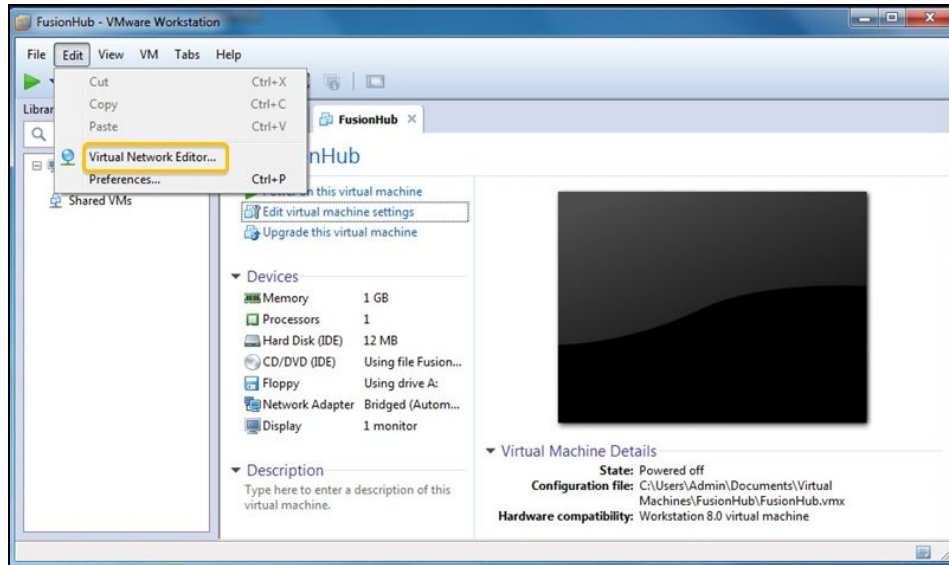 FusionHub - VMware Workstation
File Edit View VM Tabs Help
Cut Ctrl+X
Copy Ctrl+C
Paste Ctrl+V
Virtual Network Editor...
Preferences... Ctrl+P
Librar
Shared VMs
FusionHub
nHub
on this virtual machine
Edit virtual machine settings
Upgrade this virtual machine
Devices
Memory 1 GB
Processors 1
Hard Disk (IDE) 12 MB
CD/DVD (IDE) Using file Fusion...
Floppy Using drive A:
Network Adapter Bridged (Autom...
Display 1 monitor
Description
Type here to enter a description of this
virtual machine.
Virtual Machine Details
State: Powered off
Configuration file: C:\Users\Admin\Documents\Virtual
Machines\FusionHub\FusionHub.vmx
Hardware compatibility: Workstation 8.0 virtual machine